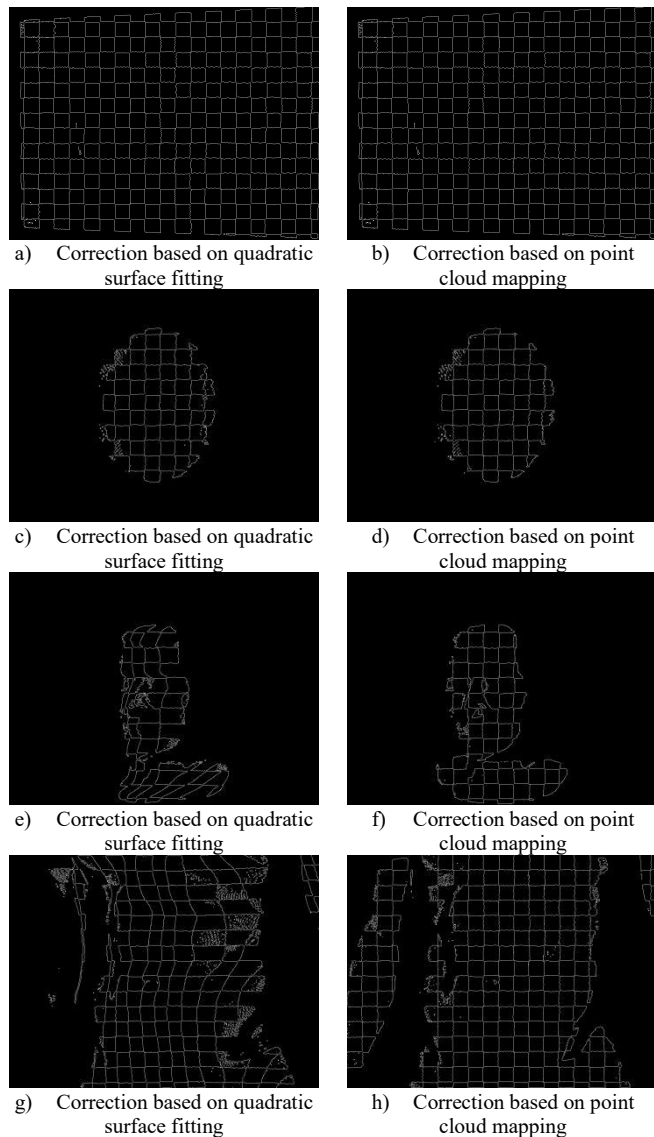 a) Correction based on quadratic
surface fitting
b) Correction based on point
cloud mapping
c) Correction based on quadratic
surface fitting
d) Correction based on point
cloud mapping
e) Correction based on quadratic
surface fitting
f) Correction based on point
cloud mapping
g) Correction based on quadratic
surface fitting
h) Correction based on point
cloud mapping